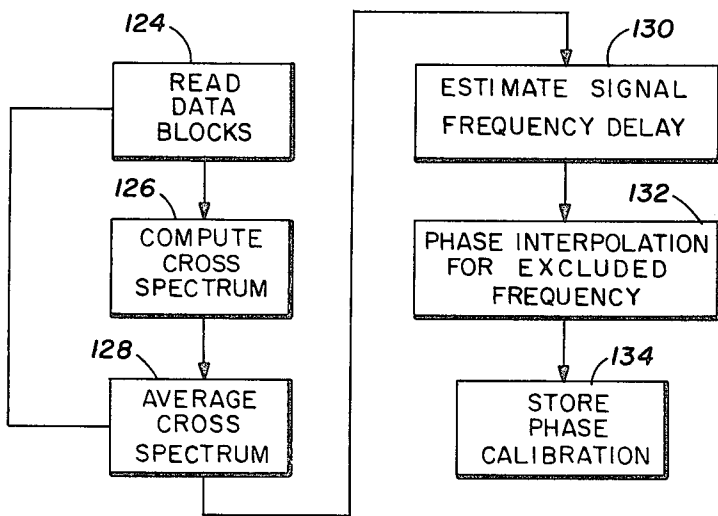 124
READ
DATA
BLOCKS
126
COMPUTE
CROSS
SPECTRUM
128
AVERAGE
CROSS
SPECTRUM
130
ESTIMATE SIGNAL
FREQUENCY DELAY
132
PHASE INTERPOLATION
FOR EXCLUDED
FREQUENCY
134
STORE
PHASE
CALIBRATION